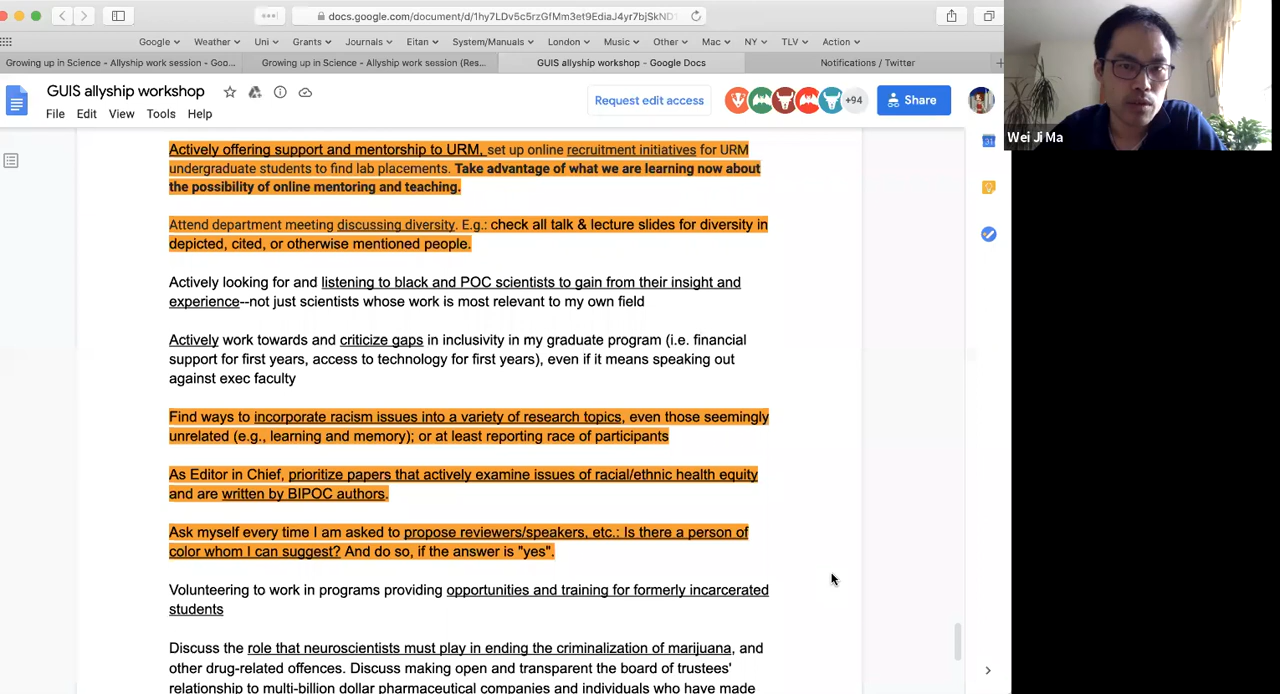 docs.google.com/document/d/1hy7LDv5c5rzGfMm3et9EdiaJ4yr7bjSkND
Google Weather Uni Grants Journals Eitan System/Manuals London Music Other Mac NY TLV Action
Growing up in Science - Allyship work session - Goo... Growing up in Science - Allyship work session (Res... GUIS allyship workshop - Google Docs Notifications / Twitter
GUIS allyship workshop
Request edit access
+94
Share
File Edit View Tools Help
Wei Ji Ma
31
Actively offering support and mentorship to URM, set up online recruitment initiatives for URM
undergraduate students to find lab placements. Take advantage of what we are learning now about
the possibility of online mentoring and teaching.
Attend department meeting discussing diversity. E.g.: check all talk & lecture slides for diversity in
depicted, cited, or otherwise mentioned people.
Actively looking for and listening to black and POC scientists to gain from their insight and
experience--not just scientists whose work is most relevant to my own field
Actively work towards and criticize gaps in inclusivity in my graduate program (i.e. financial
support for first years, access to technology for first years), even if it means speaking out
against exec faculty
Find ways to incorporate racism issues into a variety of research topics, even those seemingly
unrelated (e.g., learning and memory); or at least reporting race of participants
As Editor in Chief, prioritize papers that actively examine issues of racial/ethnic health equity
and are written by BIPOC authors.
Ask myself every time I am asked to propose reviewers/speakers, etc.: Is there a person of
color whom I can suggest? And do so, if the answer is "yes".
Volunteering to work in programs providing opportunities and training for formerly incarcerated
students
Discuss the role that neuroscientists must play in ending the criminalization of marijuana, and
other drug-related offences. Discuss making open and transparent the board of trustees'
relationship to multi-billion dollar pharmaceutical companies and individuals who have made